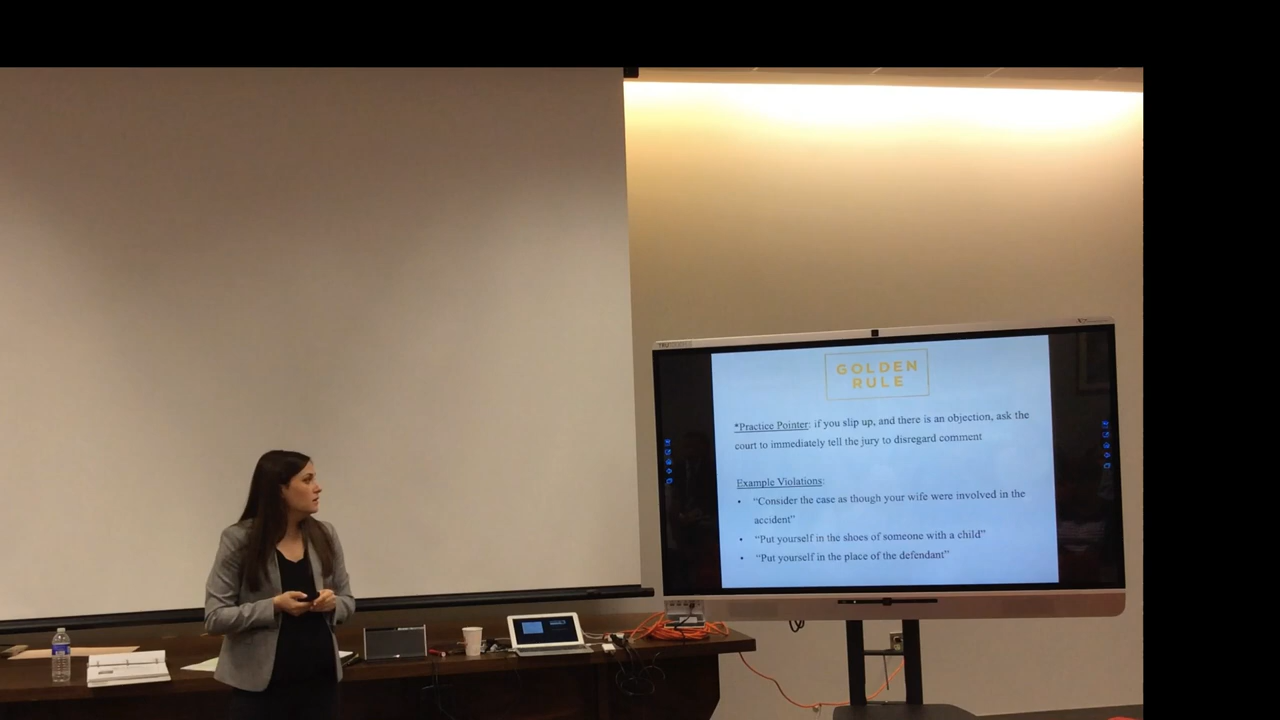 GOLDEN
RULE
*Practice Pointer: if you slip up, and there is an objection, ask the
court to immediately tell the jury to disregard comment
Example Violations:
• “Consider the case as though your wife were involved in the
accident”
• “Put yourself in the shoes of someone with a child”
• “Put yourself in the place of the defendant”